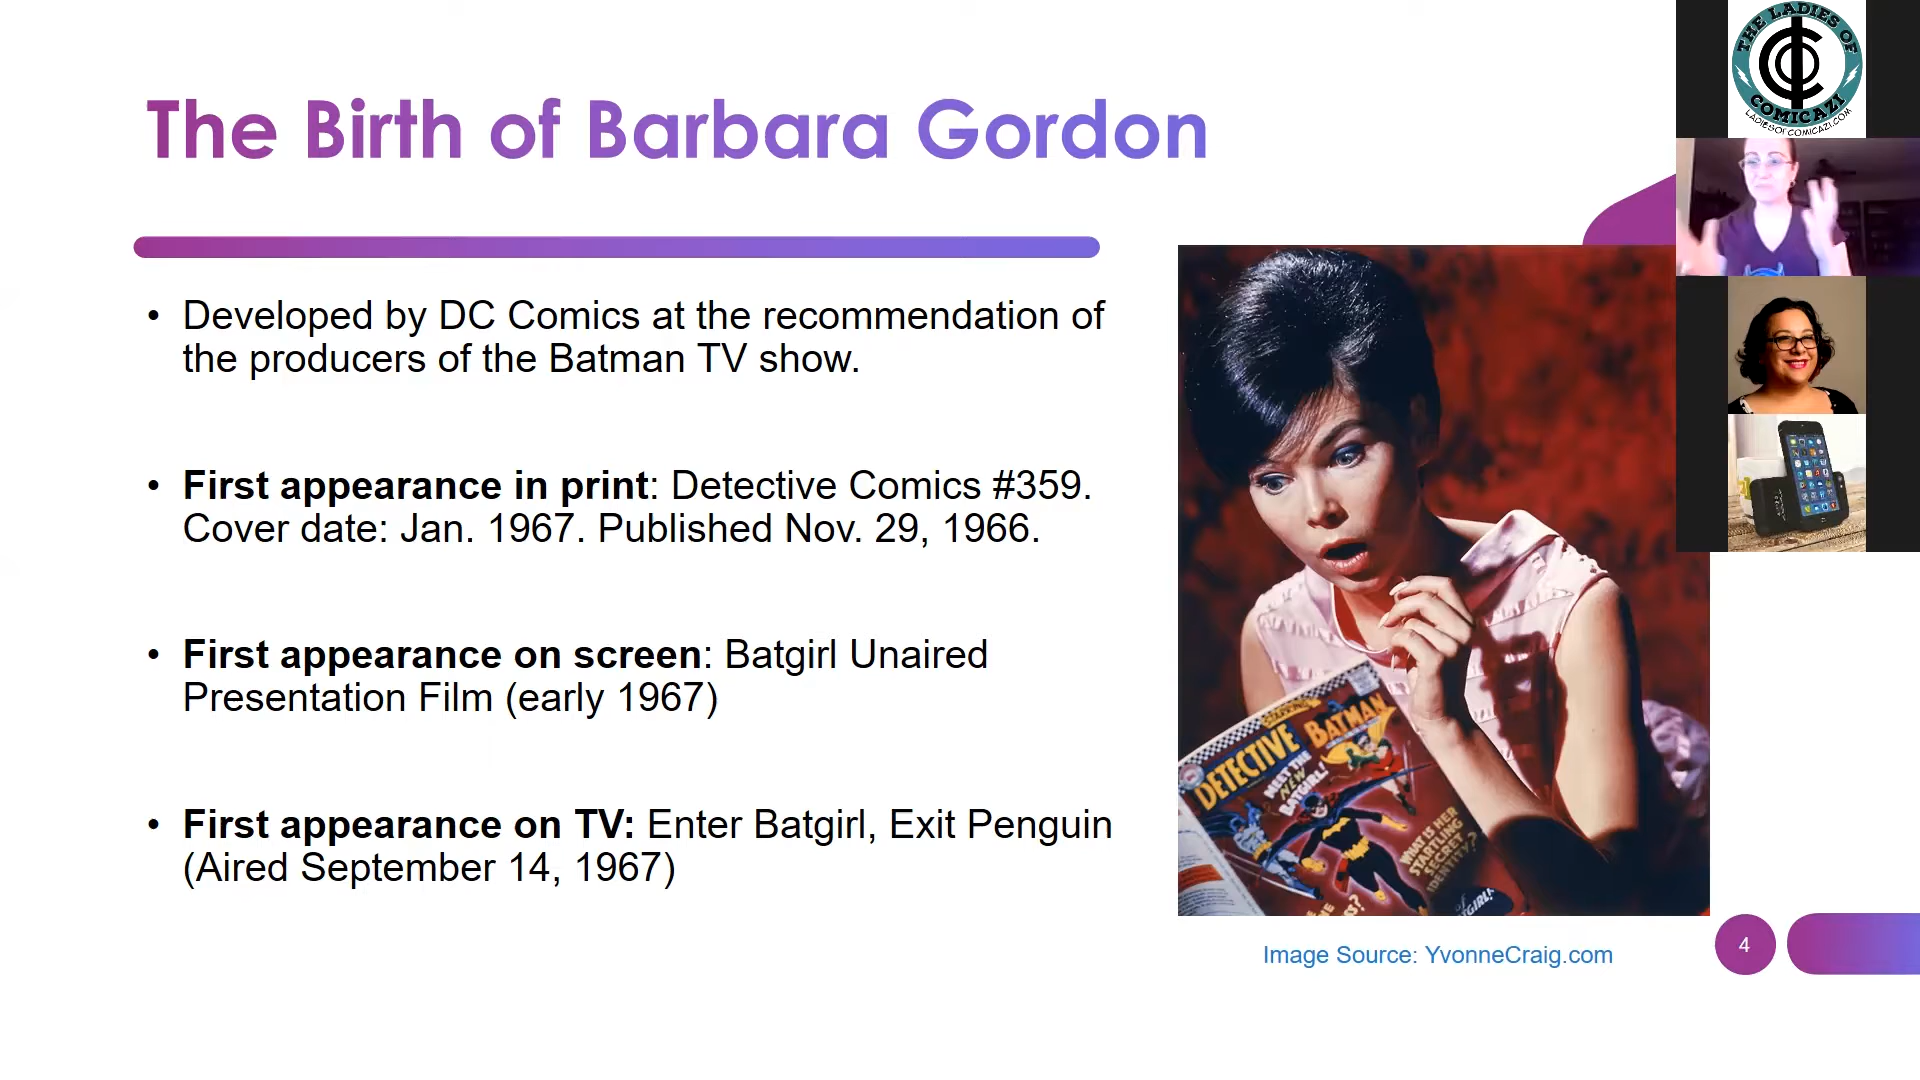 The Birth of Barbara Gordon
• Developed by DC Comics at the recommendation of
the producers of the Batman TV show.
• First appearance in print: Detective Comics #359.
Cover date: Jan. 1967. Published Nov. 29, 1966.
• First appearance on screen: Batgirl Unaired
Presentation Film (early 1967)
• First appearance on TV: Enter Batgirl, Exit Penguin
(Aired September 14, 1967)
DETECTIVE
BATMAN
MEET THE
NEW
BATGIRL!
WHAT IS HER
STARTLING
SECRET
IDENTITY?
Image Source: YvonneCraig.com
4
THE LADIES OF
COMICAZI
LADIESOFCOMICAZI.COM